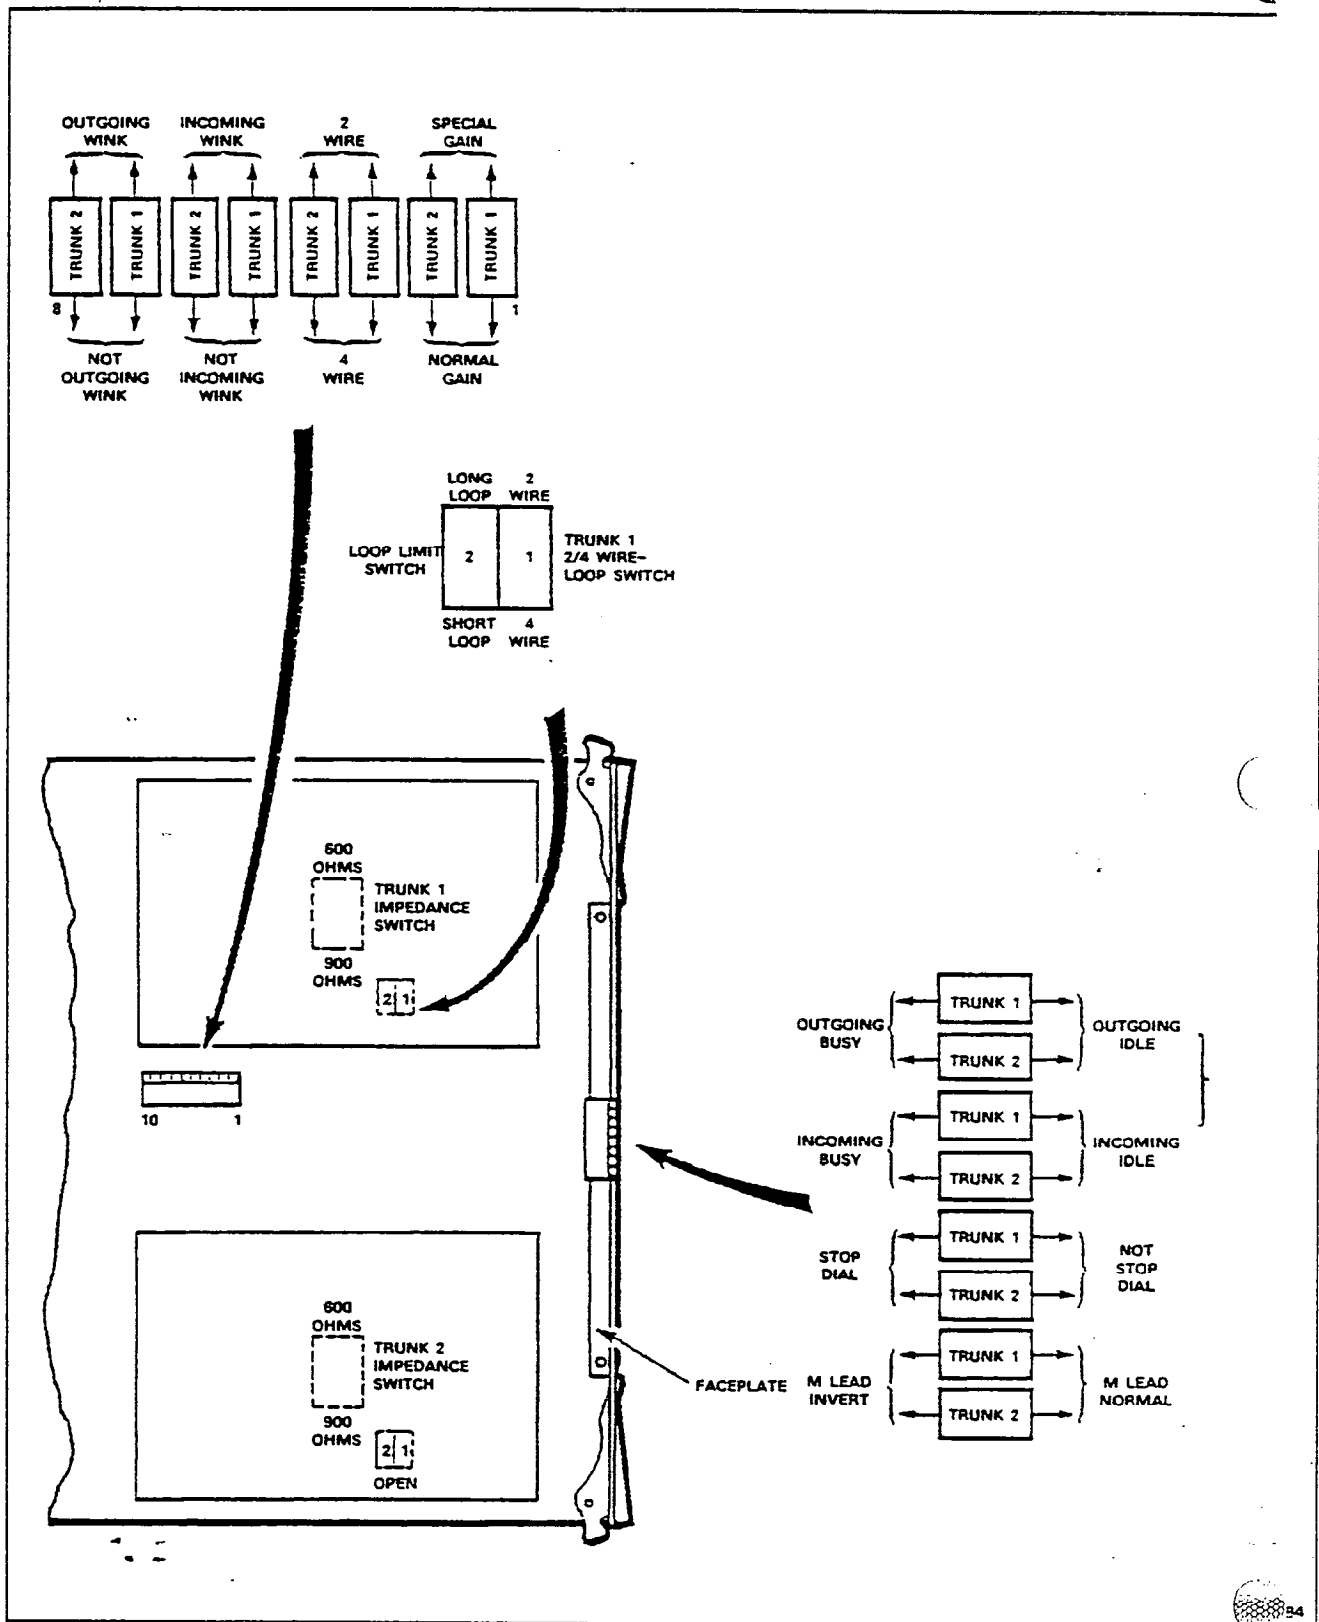 OUTGOING WINK
INCOMING WINK
2 WIRE
SPECIAL GAIN
TRUNK 2
TRUNK 1
TRUNK 2
TRUNK 1
TRUNK 2
TRUNK 1
TRUNK 2
TRUNK 1
8
1
NOT OUTGOING WINK
NOT INCOMING WINK
4 WIRE
NORMAL GAIN
LONG LOOP
2 WIRE
LOOP LIMIT SWITCH
2
1
TRUNK 1
2/4 WIRE-
LOOP SWITCH
SHORT LOOP
4 WIRE
600
OHMS
TRUNK 1
IMPEDANCE
SWITCH
900
OHMS
2 1
10
1
600
OHMS
TRUNK 2
IMPEDANCE
SWITCH
900
OHMS
2 1
OPEN
FACEPLATE
OUTGOING BUSY
TRUNK 1
TRUNK 2
OUTGOING IDLE
INCOMING BUSY
TRUNK 1
TRUNK 2
INCOMING IDLE
STOP DIAL
TRUNK 1
TRUNK 2
NOT STOP DIAL
M LEAD INVERT
TRUNK 1
TRUNK 2
M LEAD NORMAL
84